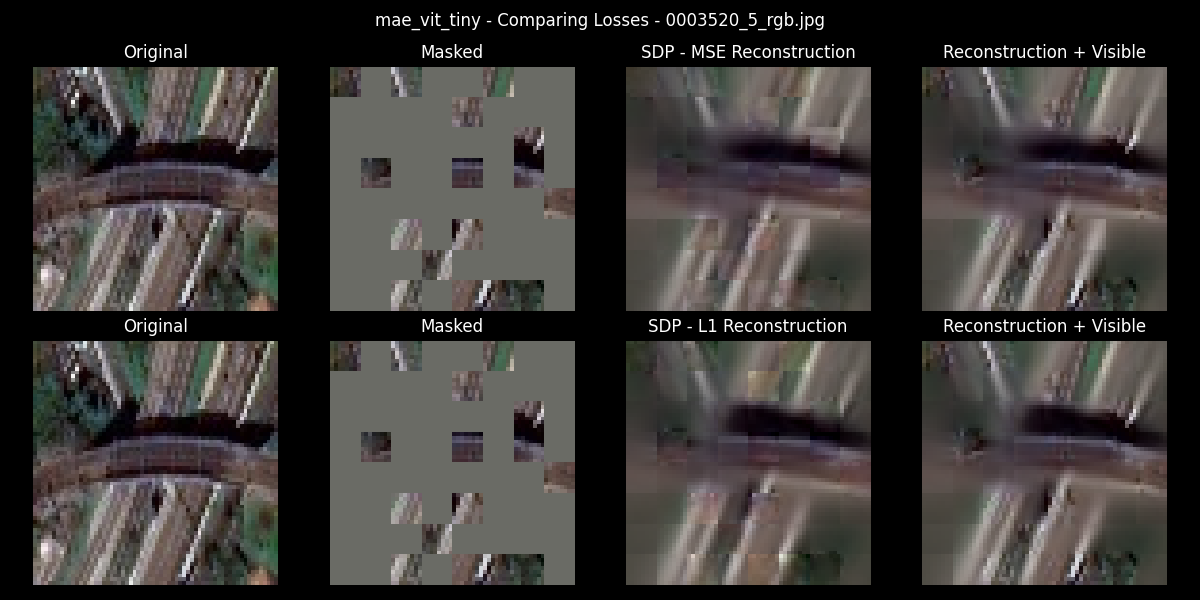 mae_vit_tiny - Comparing Losses - 0003520_5_rgb.jpg
Original
Masked
SDP - MSE Reconstruction
Reconstruction + Visible
Original
Masked
SDP - L1 Reconstruction
Reconstruction + Visible